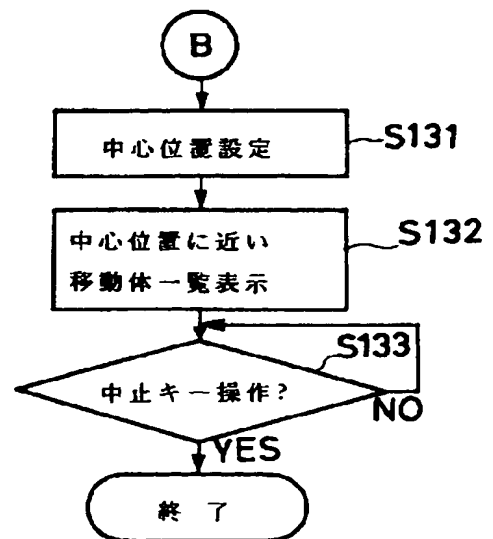 B
中心位置設定
S131
中心位置に近い
移動体一覧表示
S132
S133
中止キー操作?
NO
YES
終了